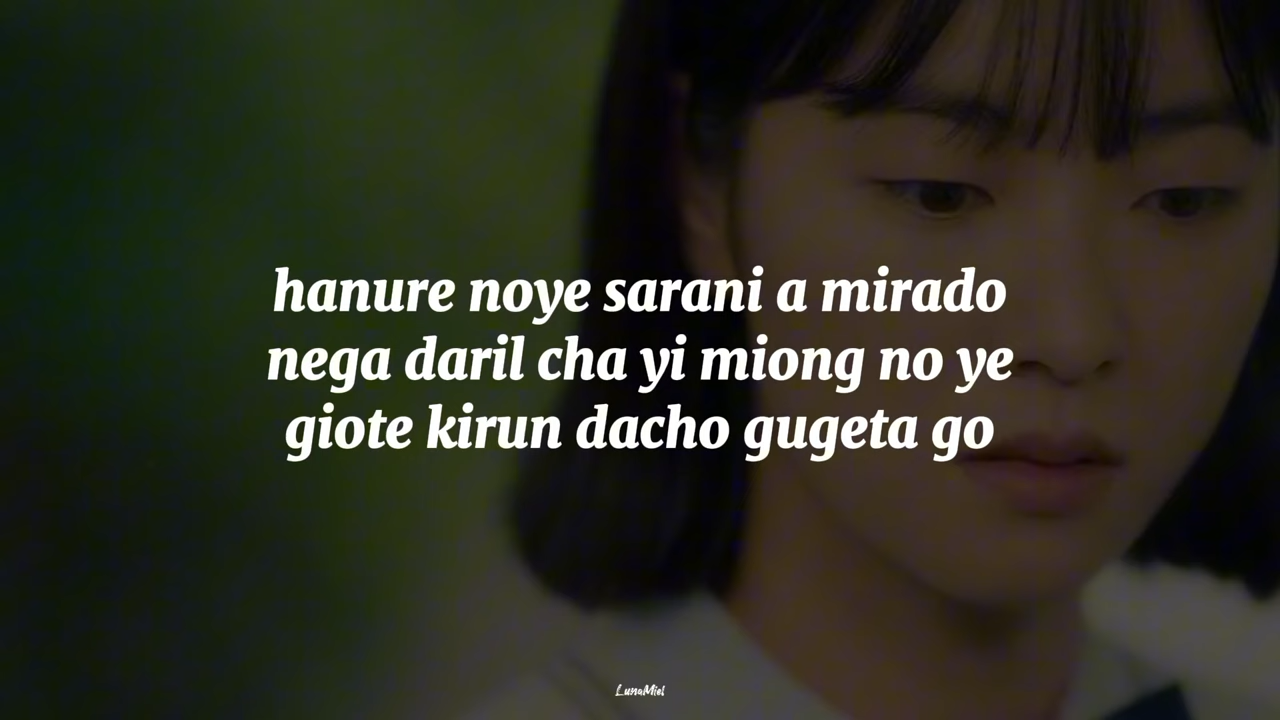 hanure noye sarani a mirado
nega daril cha yi miong no ye
giote kirun dacho gugeta go
LunaMiel